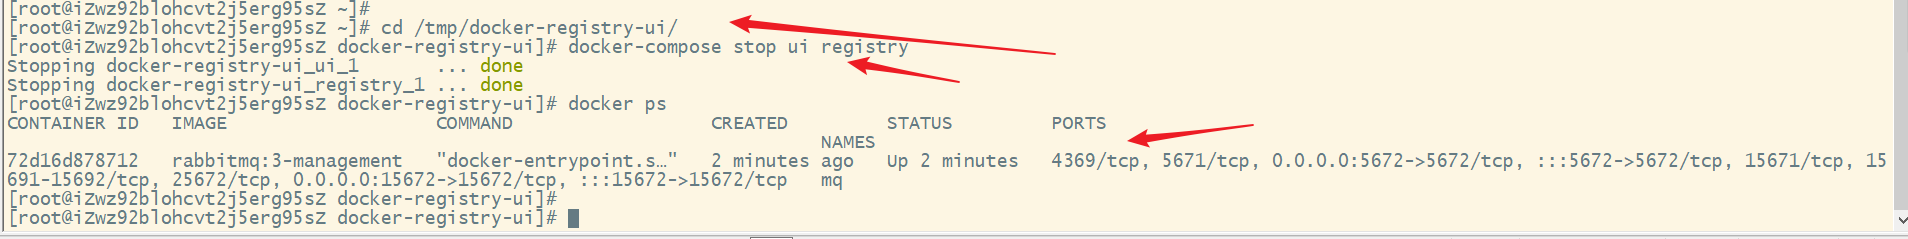 [root@iZwz92blohcvt2j5erg95sZ ~]#
[root@iZwz92blohcvt2j5erg95sZ ~]# cd /tmp/docker-registry-ui/
[root@iZwz92blohcvt2j5erg95sZ docker-registry-ui]# docker-compose stop ui registry
Stopping docker-registry-ui_ui_1       ... done
Stopping docker-registry-ui_registry_1 ... done
[root@iZwz92blohcvt2j5erg95sZ docker-registry-ui]# docker ps
CONTAINER ID   IMAGE                   COMMAND                  CREATED         STATUS         PORTS
NAMES
72d16d878712   rabbitmq:3-management   "docker-entrypoint.s…"   2 minutes ago   Up 2 minutes   4369/tcp, 5671/tcp, 0.0.0.0:5672->5672/tcp, :::5672->5672/tcp, 15671/tcp, 15
691-15692/tcp, 25672/tcp, 0.0.0.0:15672->15672/tcp, :::15672->15672/tcp   mq
[root@iZwz92blohcvt2j5erg95sZ docker-registry-ui]#
[root@iZwz92blohcvt2j5erg95sZ docker-registry-ui]#